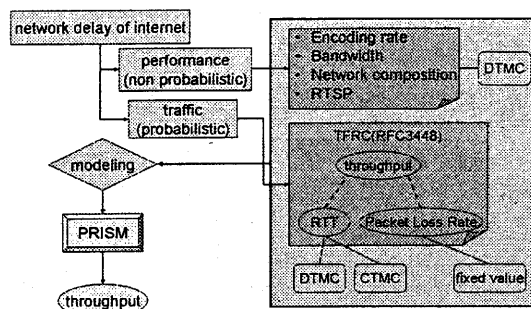 network delay of internet
performance
(non probabilistic)
traffic
(probabilistic)
modeling
PRISM
throughput
- Encoding rate
- Bandwidth
- Network composition
- RTSP
DTMC
TFRC(RFC3448)
throughput
RTT
Packet Loss Rate
DTMC
CTMC
fixed value